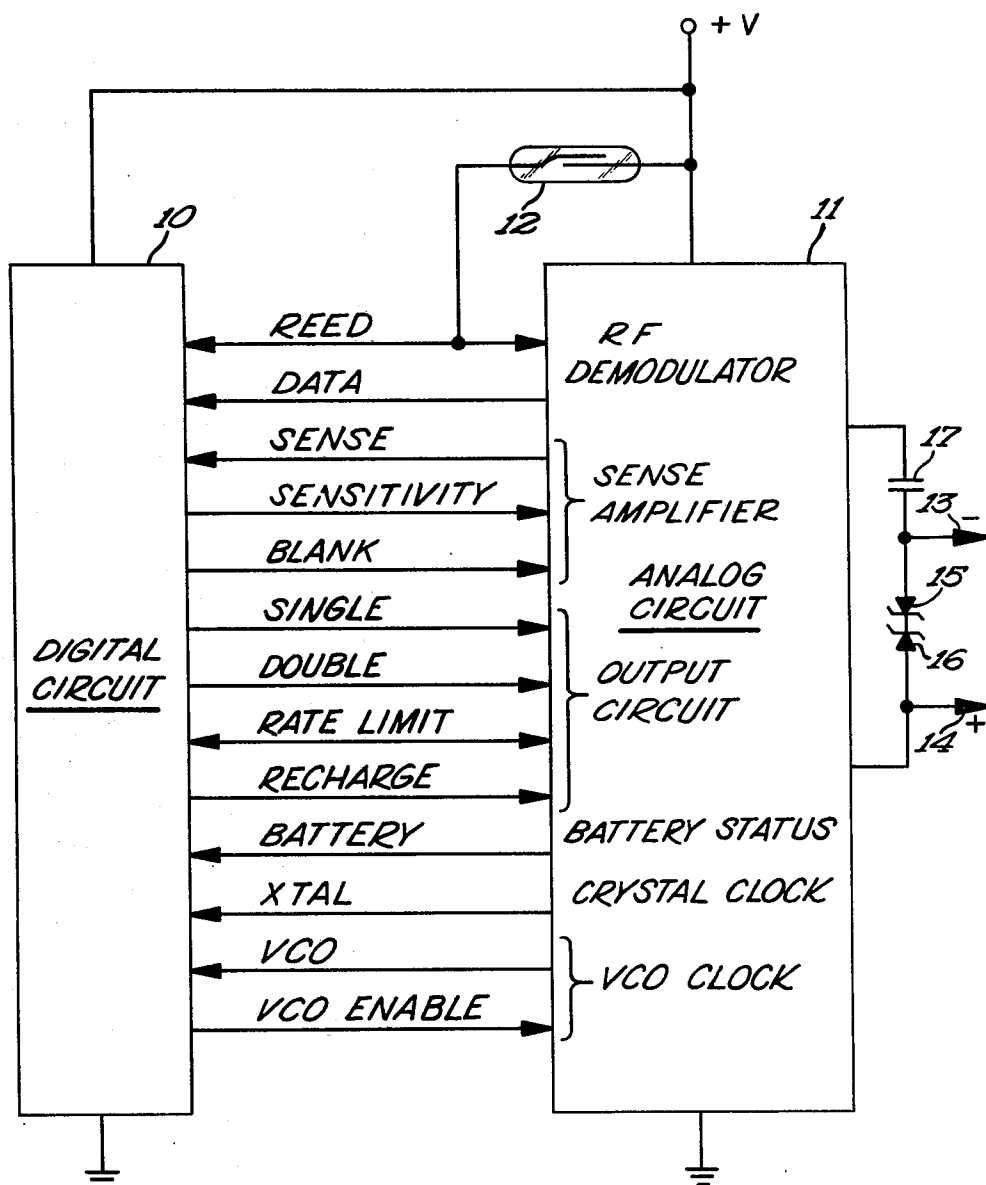 + V
12
10
11
REED
RF
DEMODULATOR
DATA
SENSE
SENSITIVITY
SENSE
AMPLIFIER
BLANK
ANALOG
CIRCUIT
SINGLE
DOUBLE
OUTPUT
CIRCUIT
DIGITAL
CIRCUIT
RATE LIMIT
RECHARGE
BATTERY
BATTERY STATUS
XTAL
CRYSTAL CLOCK
VCO
VCO CLOCK
VCO ENABLE
17
13
-
15
16
14
+